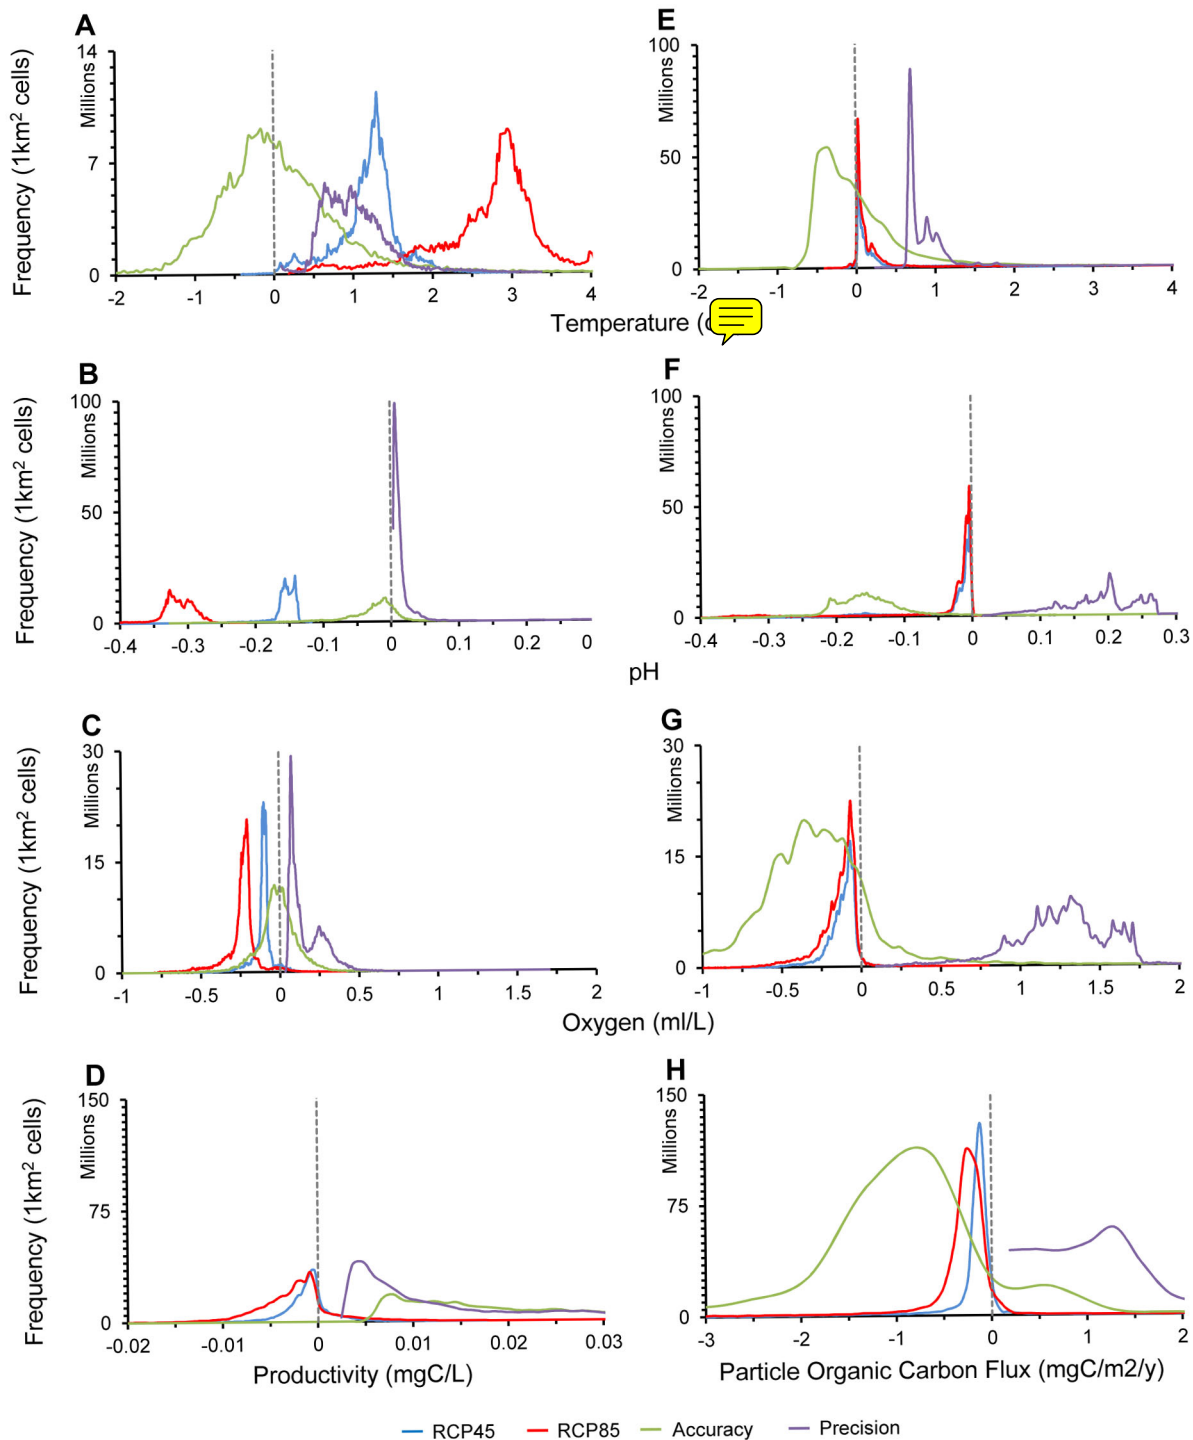 A
E
14
7
0
Millions
Frequency (1km² cells)
-2 -1 0 1 2 3 4
100
50
0
Millions
-2 -1 0 1 2 3 4
Temperature (
B
F
100
50
0
Millions
Frequency (1km² cells)
-0.4 -0.3 -0.2 -0.1 0 0.1 0.2 0
100
50
0
Millions
-0.4 -0.3 -0.2 -0.1 0 0.1 0.2 0.3
pH
C
G
30
15
0
Millions
Frequency (1km² cells)
-1 -0.5 0 0.5 1 1.5 2
30
15
0
Millions
-1 -0.5 0 0.5 1 1.5 2
Oxygen (ml/L)
D
H
150
75
0
Millions
Frequency (1km² cells)
-0.02 -0.01 0 0.01 0.02 0.03
Productivity (mgC/L)
150
75
0
Millions
-3 -2 -1 0 1 2
Particle Organic Carbon Flux (mgC/m2/y)
RCP45 RCP85 Accuracy Precision